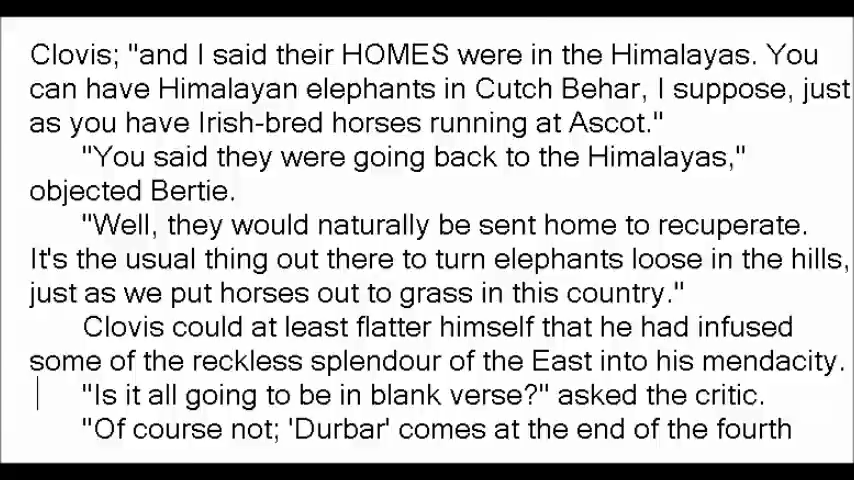 Clovis; "and I said their HOMES were in the Himalayas. You
can have Himalayan elephants in Cutch Behar, I suppose, just
as you have Irish-bred horses running at Ascot."
"You said they were going back to the Himalayas,"
objected Bertie.
"Well, they would naturally be sent home to recuperate.
It's the usual thing out there to turn elephants loose in the hills,
just as we put horses out to grass in this country."
Clovis could at least flatter himself that he had infused
some of the reckless splendour of the East into his mendacity.
"Is it all going to be in blank verse?" asked the critic.
"Of course not; 'Durbar' comes at the end of the fourth